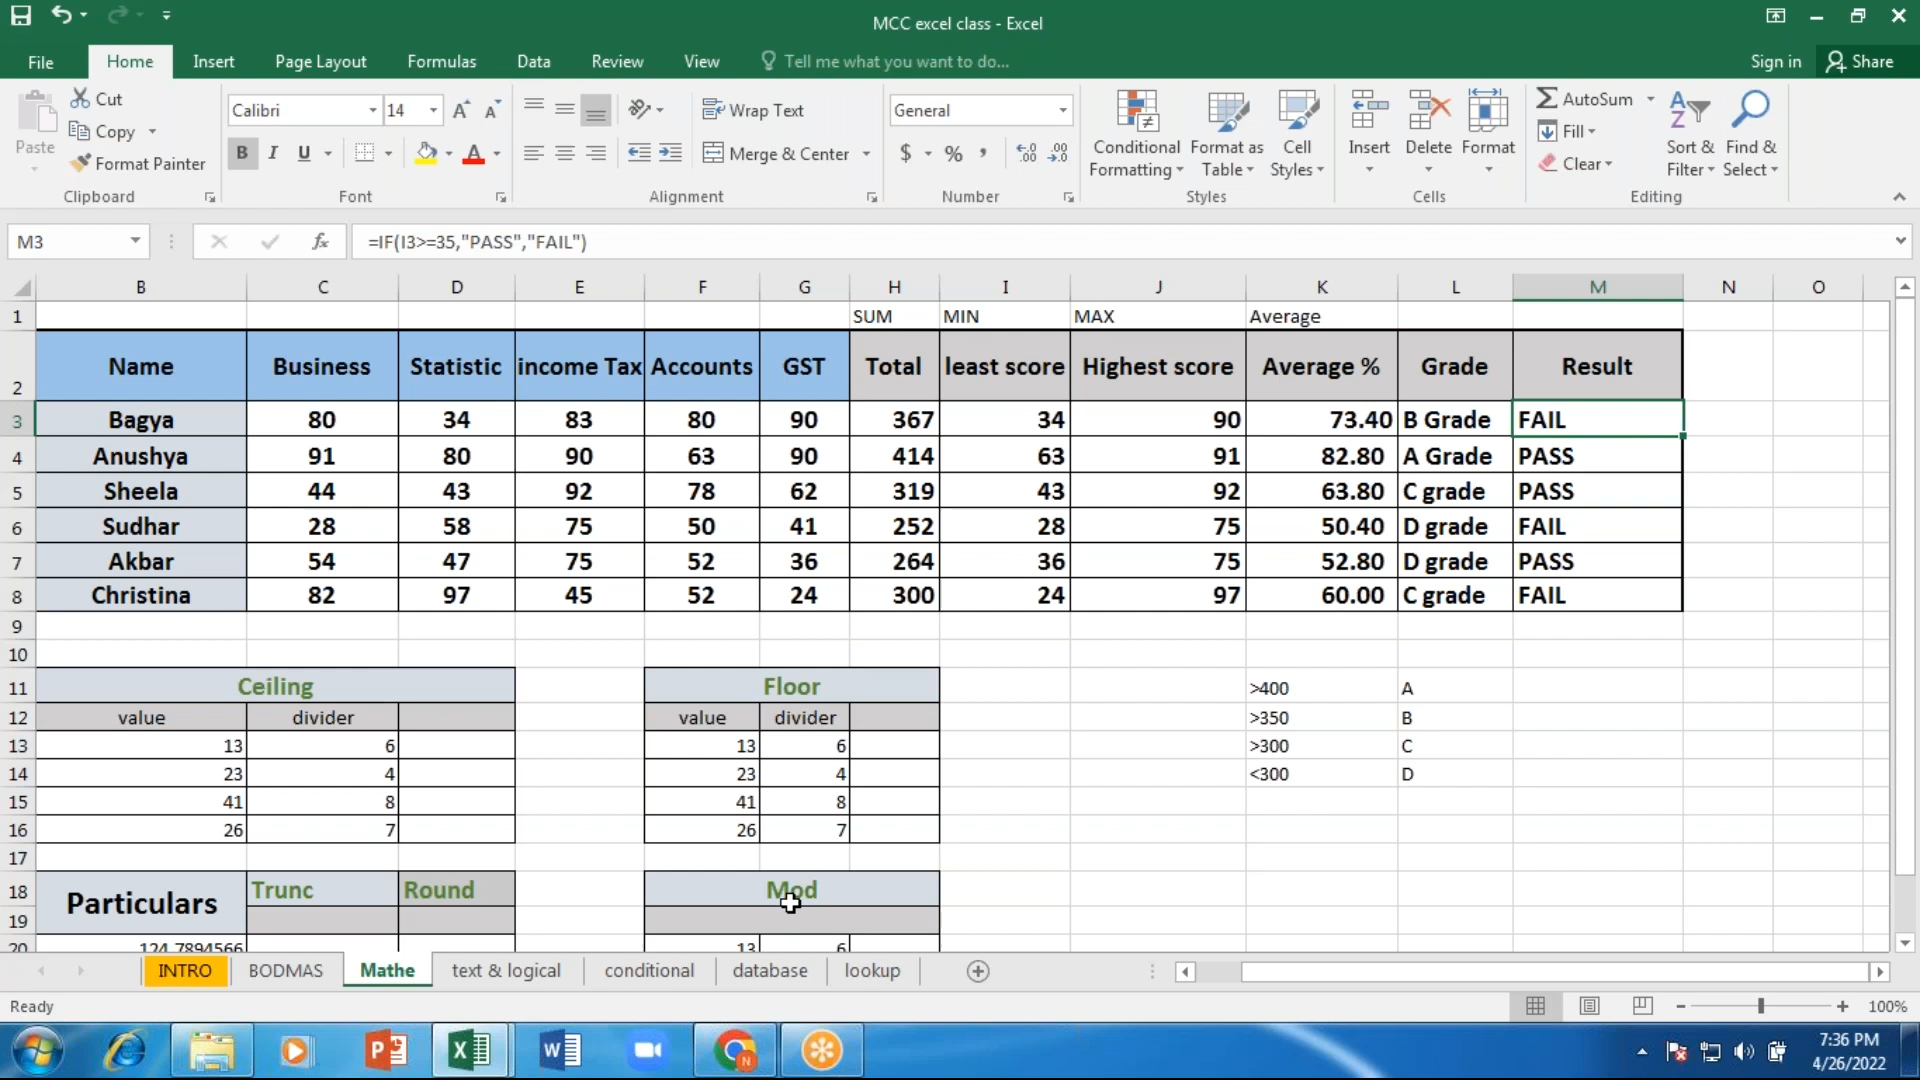 MCC excel class - Excel
File Home Insert Page Layout Formulas Data Review View Tell me what you want to do... Sign in Share
Paste Cut Copy Format Painter
Clipboard
Calibri 14
B I U A
Font
Wrap Text
Merge & Center
Alignment
General
$ % ,
Number
Conditional Formatting
Format as Table
Cell Styles
Styles
Insert Delete Format
Cells
AutoSum
Fill
Clear
Sort & Filter
Find & Select
Editing
M3 fx =IF(I3>=35,"PASS","FAIL")
B C D E F G H I J K L M N O
1 SUM MIN MAX Average
2 Name Business Statistic income Tax Accounts GST Total least score Highest score Average % Grade Result
3 Bagya 80 34 83 80 90 367 34 90 73.40 B Grade FAIL
4 Anushya 91 80 90 63 90 414 63 91 82.80 A Grade PASS
5 Sheela 44 43 92 78 62 319 43 92 63.80 C grade PASS
6 Sudhar 28 58 75 50 41 252 28 75 50.40 D grade FAIL
7 Akbar 54 47 75 52 36 264 36 75 52.80 D grade PASS
8 Christina 82 97 45 52 24 300 24 97 60.00 C grade FAIL
9
10
11 Ceiling Floor >400 A
12 value divider value divider >350 B
13 13 6 13 6 >300 C
14 23 4 23 4 <300 D
15 41 8 41 8
16 26 7 26 7
17
18 Particulars Trunc Round Mod
19
20 124.7894566 13 6
INTRO BODMAS Mathe text & logical conditional database lookup
Ready 100%
7:36 PM
4/26/2022